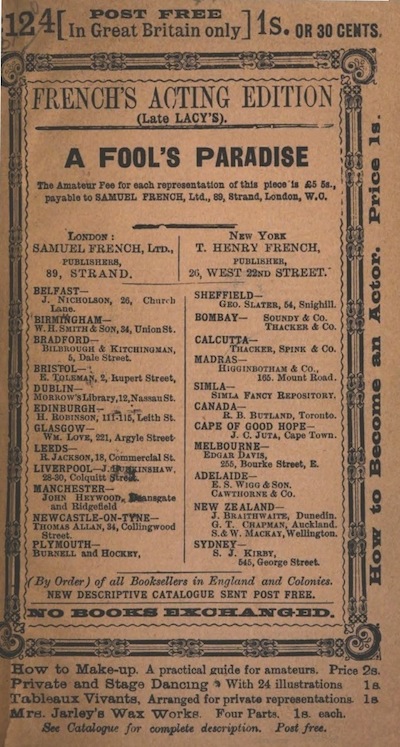 124 [ POST FREE
In Great Britain only ] 1s. OR 30 CENTS.
FRENCH'S ACTING EDITION
(Late LACY'S).
A FOOL'S PARADISE
The Amateur Fee for each representation of this piece is £5 5s.,
payable to SAMUEL FRENCH, Ltd., 89, Strand, London, W.C.
LONDON:
SAMUEL FRENCH, LTD.,
PUBLISHERS,
89, STRAND.
NEW YORK
T. HENRY FRENCH,
PUBLISHER,
26, WEST 22ND STREET.
BELFAST—
J. NICHOLSON, 26, Church
Lane.
BIRMINGHAM—
W. H. SMITH & SON, 34, Union St.
BRADFORD—
BILBROUGH & KITCHINGMAN,
5, Dale Street.
BRISTOL—
E. TOLEMAN, 2, Rupert Street,
DUBLIN—
MORROW'S Library, 12, Nassau St.
EDINBURGH—
H. ROBINSON, 111-115, Leith St.
GLASGOW—
WM. LOVE, 221, Argyle Street
LEEDS—
R. JACKSON, 18, Commercial St.
LIVERPOOL—J. BURKINSHAW.
28-30, Colquitt Street
MANCHESTER—
JOHN HEYWOOD, Deansgate
and Ridgefield
NEWCASTLE-ON-TYNE—
THOMAS ALLAN, 34, Collingwood
Street.
PLYMOUTH—
BURNELL and HOCKEY,
SHEFFIELD—
GEO. SLATER, 54, Snighill.
BOMBAY— SOUNDY & Co.
THACKER & Co.
CALCUTTA—
THACKER, SPINK & Co.
MADRAS—
HIGGINBOTHAM & Co.,
165. Mount Road.
SIMLA—
SIMLA FANCY REPOSITORY.
CANADA—
R. B. BUTLAND, Toronto.
CAPE OF GOOD HOPE—
J. C. JUTA, Cape Town.
MELBOURNE—
EDGAR DAVIS,
255, Bourke Street, E.
ADELAIDE—
E. S. WIGG & SON.
CAWTHORNE & Co.
NEW ZEALAND—
J. BRAITHWAITE, Dunedin.
G. T. CHAPMAN, Auckland.
S. & W. MACKAY, Wellington.
SYDNEY—
S. J. KIRBY,
545, George Street.
(By Order) of all Booksellers in England and Colonies.
NEW DESCRIPTIVE CATALOGUE SENT POST FREE.
NO BOOKS EXCHANGED.
How to Become an Actor. Price 1s.
How to Make-up. A practical guide for amateurs. Price 2s.
Private and Stage Dancing With 24 illustrations 1s
Tableaux Vivants, Arranged for private representations. 1s
Mrs. Jarley's Wax Works. Four Parts. 1s. each.
See Catalogue for complete description. Post free.